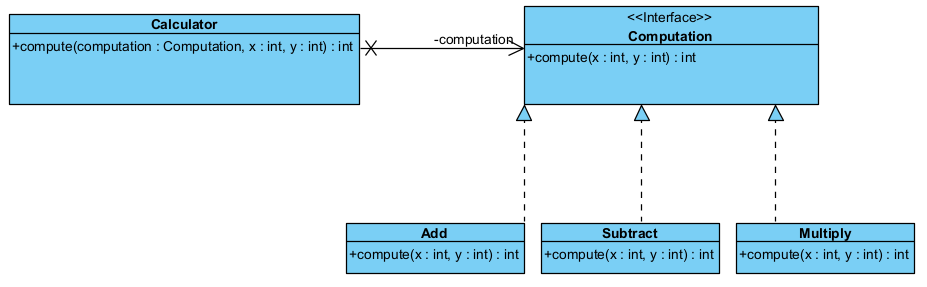 Calculator
+compute(computation : Computation, x : int, y : int) : int
-computation
<<Interface>>
Computation
+compute(x : int, y : int) : int
Add
+compute(x : int, y : int) : int
Subtract
+compute(x : int, y : int) : int
Multiply
+compute(x : int, y : int) : int